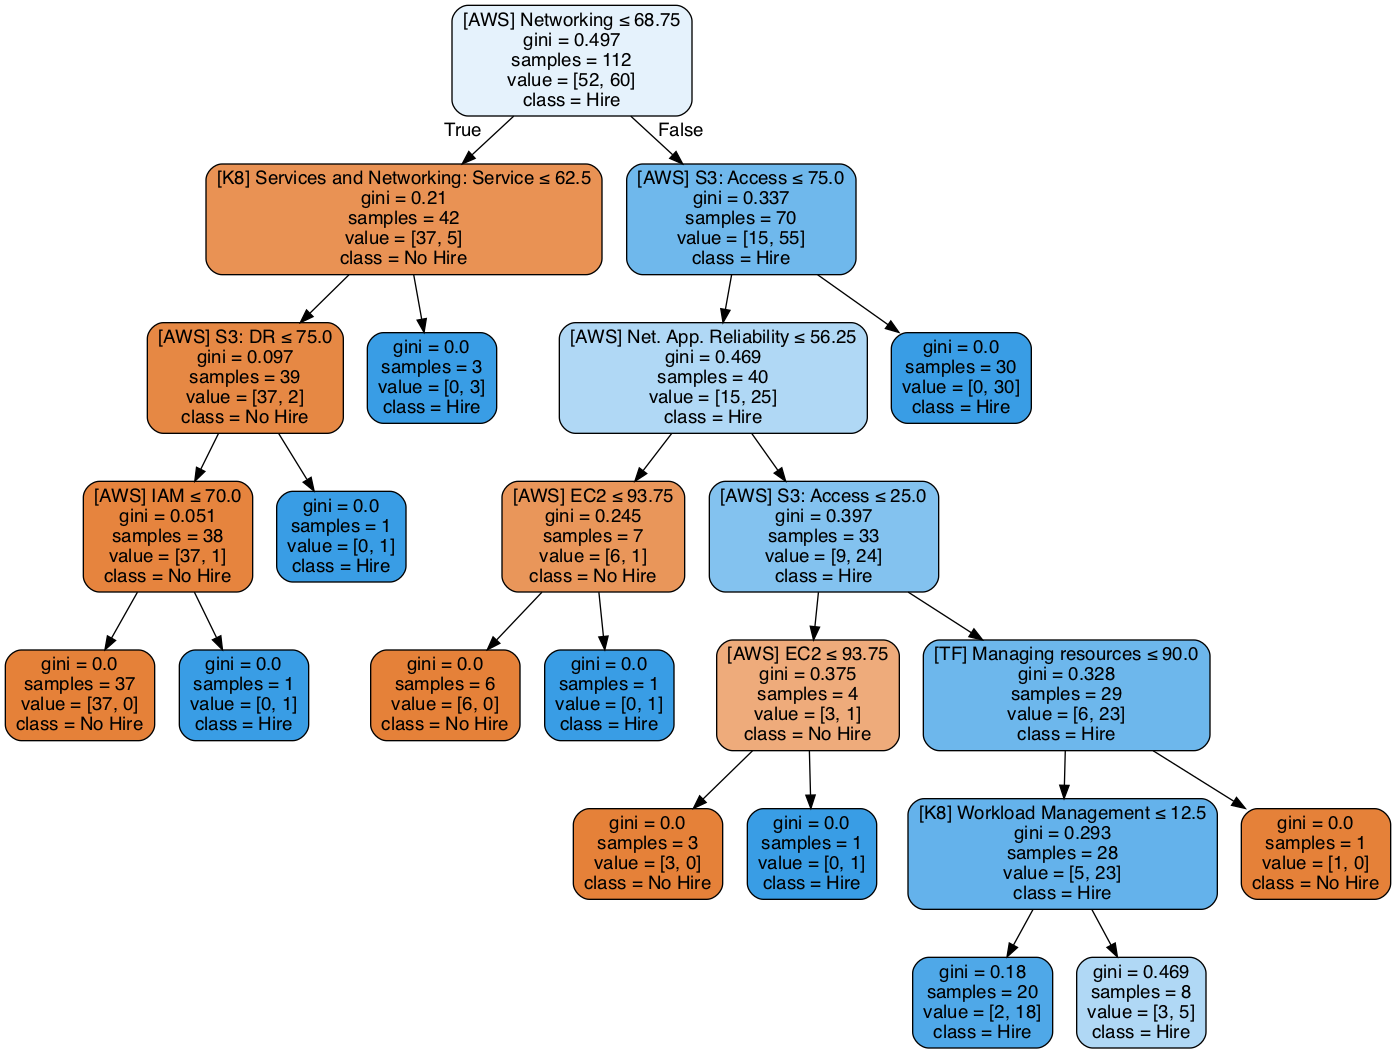 [AWS] Networking ≤ 68.75
gini = 0.497
samples = 112
value = [52, 60]
class = Hire
True
False
[K8] Services and Networking: Service ≤ 62.5
gini = 0.21
samples = 42
value = [37, 5]
class = No Hire
[AWS] S3: Access ≤ 75.0
gini = 0.337
samples = 70
value = [15, 55]
class = Hire
[AWS] S3: DR ≤ 75.0
gini = 0.097
samples = 39
value = [37, 2]
class = No Hire
gini = 0.0
samples = 3
value = [0, 3]
class = Hire
[AWS] Net. App. Reliability ≤ 56.25
gini = 0.469
samples = 40
value = [15, 25]
class = Hire
gini = 0.0
samples = 30
value = [0, 30]
class = Hire
[AWS] IAM ≤ 70.0
gini = 0.051
samples = 38
value = [37, 1]
class = No Hire
gini = 0.0
samples = 1
value = [0, 1]
class = Hire
[AWS] EC2 ≤ 93.75
gini = 0.245
samples = 7
value = [6, 1]
class = No Hire
[AWS] S3: Access ≤ 25.0
gini = 0.397
samples = 33
value = [9, 24]
class = Hire
gini = 0.0
samples = 37
value = [37, 0]
class = No Hire
gini = 0.0
samples = 1
value = [0, 1]
class = Hire
gini = 0.0
samples = 6
value = [6, 0]
class = No Hire
gini = 0.0
samples = 1
value = [0, 1]
class = Hire
[AWS] EC2 ≤ 93.75
gini = 0.375
samples = 4
value = [3, 1]
class = No Hire
[TF] Managing resources ≤ 90.0
gini = 0.328
samples = 29
value = [6, 23]
class = Hire
gini = 0.0
samples = 3
value = [3, 0]
class = No Hire
gini = 0.0
samples = 1
value = [0, 1]
class = Hire
[K8] Workload Management ≤ 12.5
gini = 0.293
samples = 28
value = [5, 23]
class = Hire
gini = 0.0
samples = 1
value = [1, 0]
class = No Hire
gini = 0.18
samples = 20
value = [2, 18]
class = Hire
gini = 0.469
samples = 8
value = [3, 5]
class = Hire